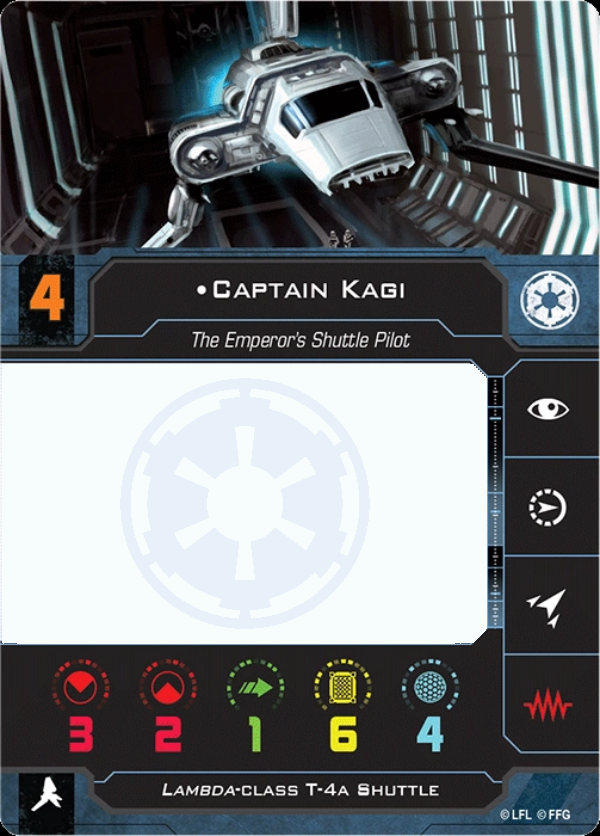 4
•Captain Kagi
The Emperor's Shuttle Pilot
3 2 1 6 4
Lambda-class T-4a Shuttle
© LFL © FFG